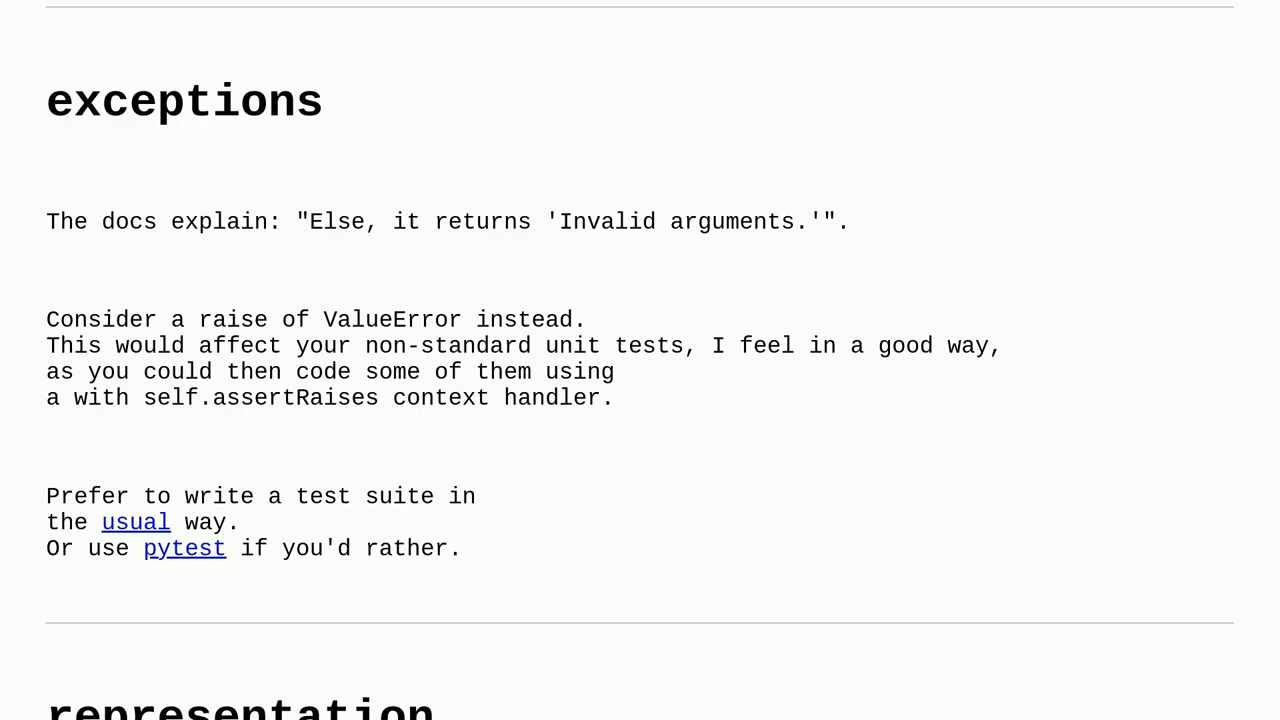 exceptions
The docs explain: "Else, it returns 'Invalid arguments.'".
Consider a raise of ValueError instead.
This would affect your non-standard unit tests, I feel in a good way,
as you could then code some of them using
a with self.assertRaises context handler.
Prefer to write a test suite in
the usual way.
Or use pytest if you'd rather.
representation